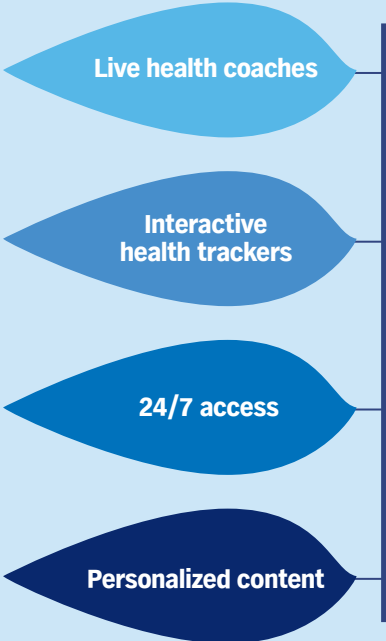 Live health coaches
Interactive
health trackers
24/7 access
Personalized content